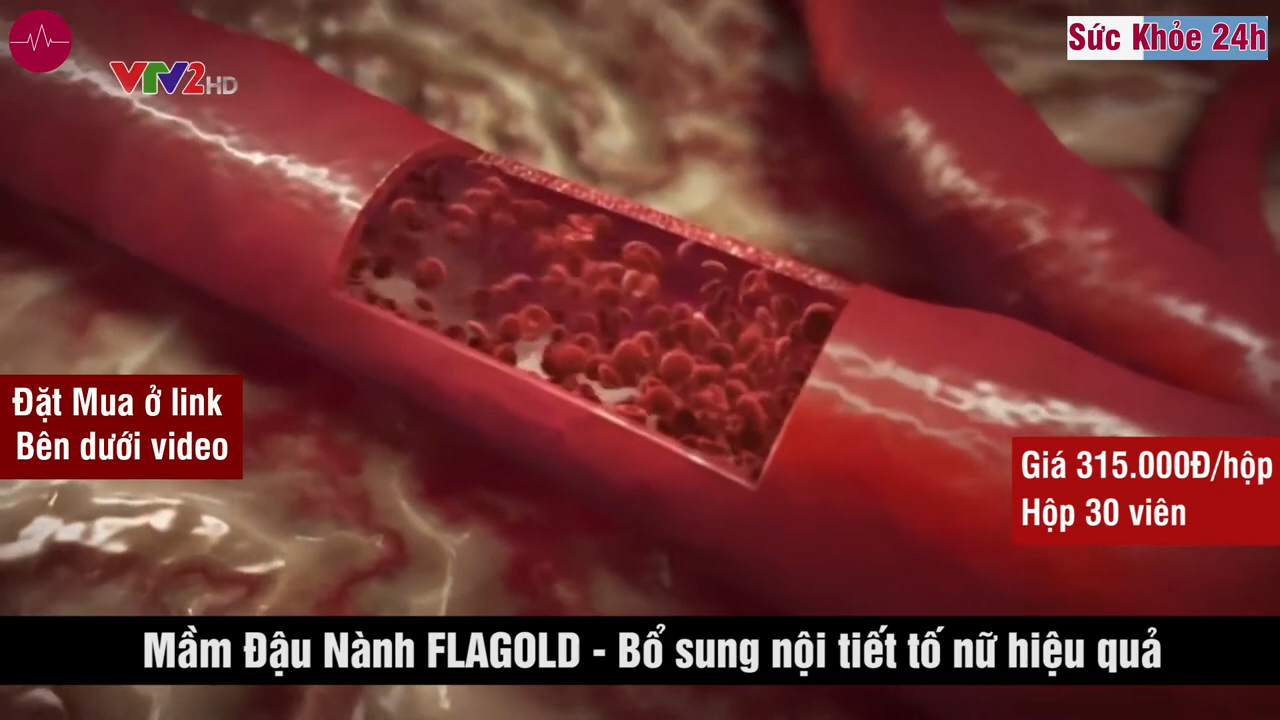 VTV2HD
Sức Khỏe 24h
Đặt Mua ở link
Bên dưới video
Giá 315.000Đ/hộp
Hộp 30 viên
Mầm Đậu Nành FLAGOLD - Bổ sung nội tiết tố nữ hiệu quả